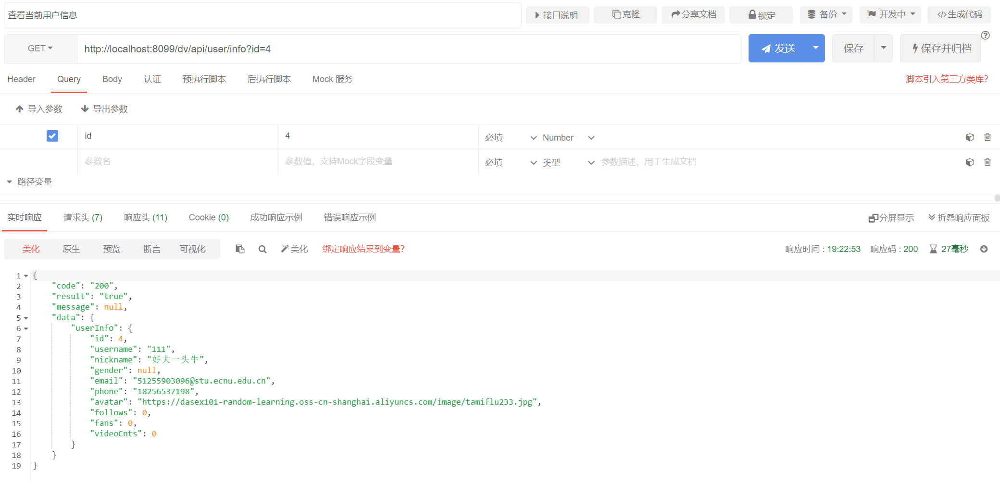 查看当前用户信息
接口说明 克隆 分享文档 锁定 备份 开发中 </>生成代码
GET http://localhost:8099/dv/api/user/info?id=4 发送 保存 保存并归档
Header Query Body 认证 预执行脚本 后执行脚本 Mock 服务 脚本引入第三方类库?
导入参数 导出参数
id 4 必填 Number
参数名 参数值，支持Mock字段变量 必填 类型 参数描述，用于生成文档
路径变量
实时响应 请求头 (7) 响应头 (11) Cookie (0) 成功响应示例 错误响应示例 分屏显示 折叠响应面板
美化 原生 预览 断言 可视化 美化 绑定响应结果到变量? 响应时间 : 19:22:53 响应码 : 200 27毫秒
1 {
2 "code": "200",
3 "result": "true",
4 "message": null,
5 "data": {
6 "userInfo": {
7 "id": 4,
8 "username": "111",
9 "nickname": "好大一头牛",
10 "gender": null,
11 "email": "51255903096@stu.ecnu.edu.cn",
12 "phone": "18256537198",
13 "avatar": "https://dasex101-random-learning.oss-cn-shanghai.aliyuncs.com/image/tamiflu233.jpg",
14 "follows": 0,
15 "fans": 0,
16 "videoCnts": 0
17 }
18 }
19 }